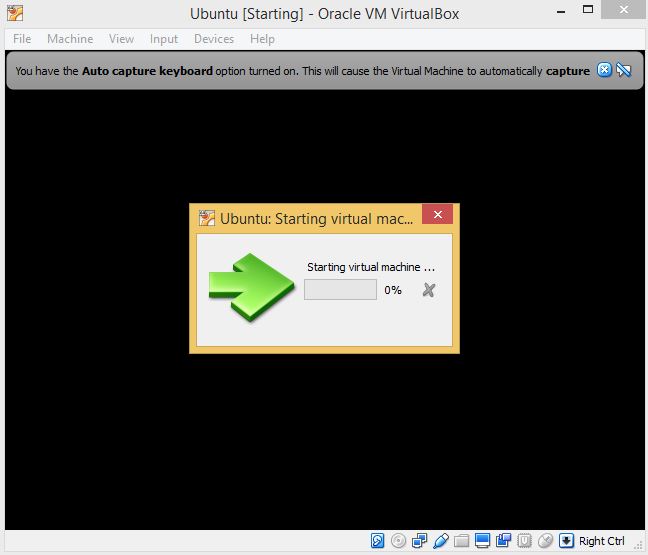 Ubuntu [Starting] - Oracle VM VirtualBox
File Machine View Input Devices Help
You have the Auto capture keyboard option turned on. This will cause the Virtual Machine to automatically capture
Ubuntu: Starting virtual mac...
Starting virtual machine ...
0%
Right Ctrl